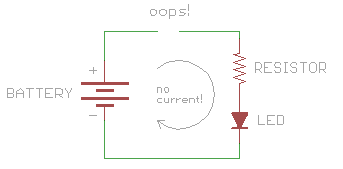 oops!
+
RESISTOR
BATTERY
no
current!
LED
−